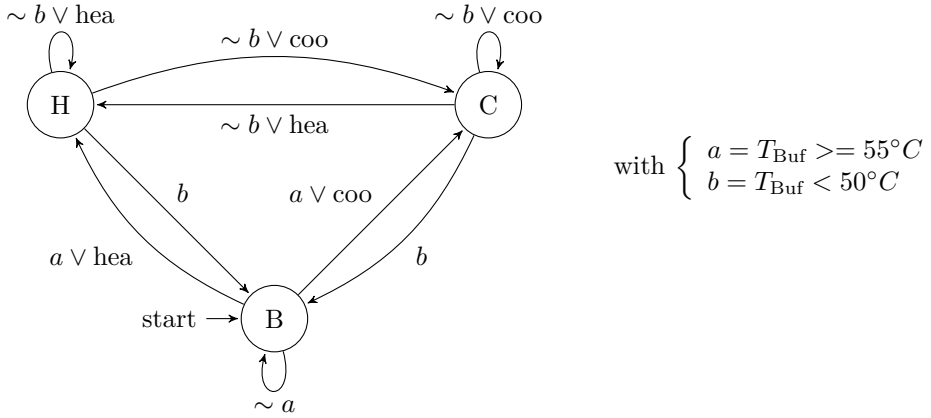 ∼ b ∨ hea
∼ b ∨ coo
∼ b ∨ coo
H
C
∼ b ∨ hea
with { a = T_Buf >= 55°C
b = T_Buf < 50°C
b
a ∨ coo
a ∨ hea
b
start
B
∼ a